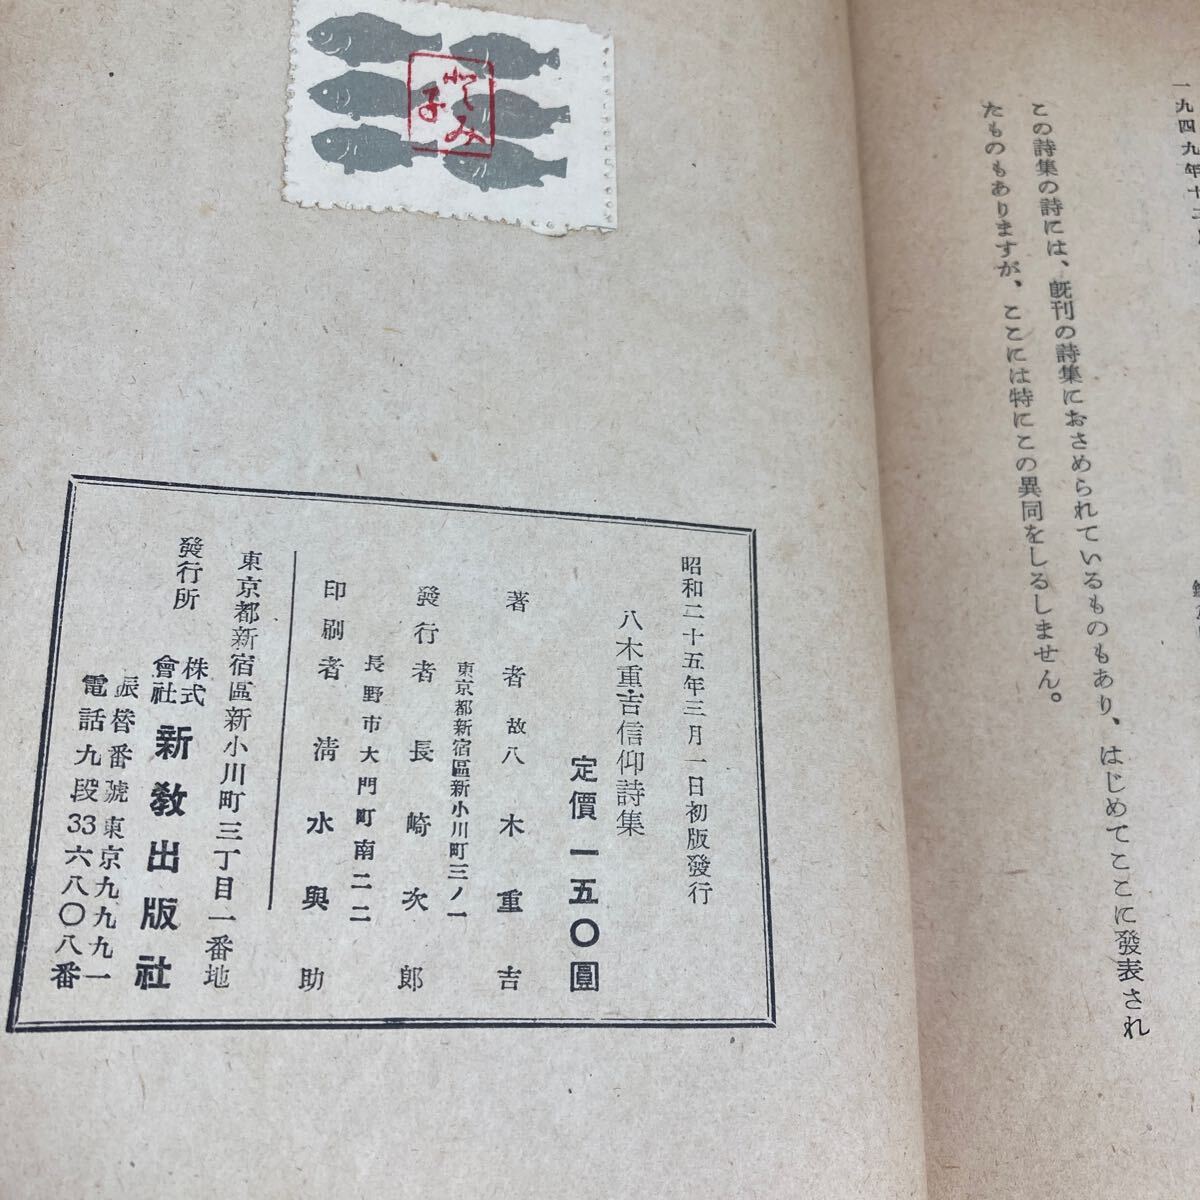 一九四九年十二
この詩集の詩には、既刊の詩集におさめられているものもあり、はじめてここに發表され
たものもありますが、ここには特にこの異同をしるしません。
とみ
子
昭和二十五年三月一日初版發行
八木重吉信仰詩集
定價一五〇圓
著者故八木重吉
東京都新宿區新小川町三ノ一
發行者長崎次郎
長野市大門町南二二
印刷者清水與助
東京都新宿區新小川町三丁目一番地
發行所株式會社新教出版社
振替番號東京九九九一
電話九段33六八〇八番